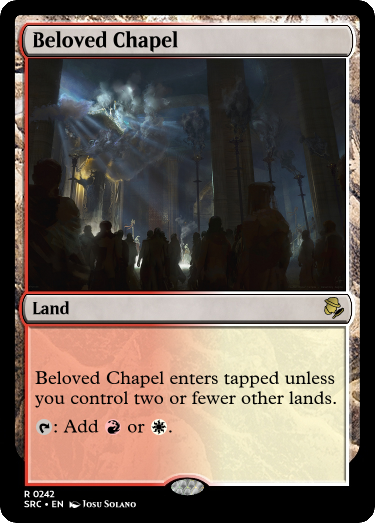 Beloved Chapel
Land
Beloved Chapel enters tapped unless
you control two or fewer other lands.
: Add or .
R 0242
SRC • EN Josu Solano